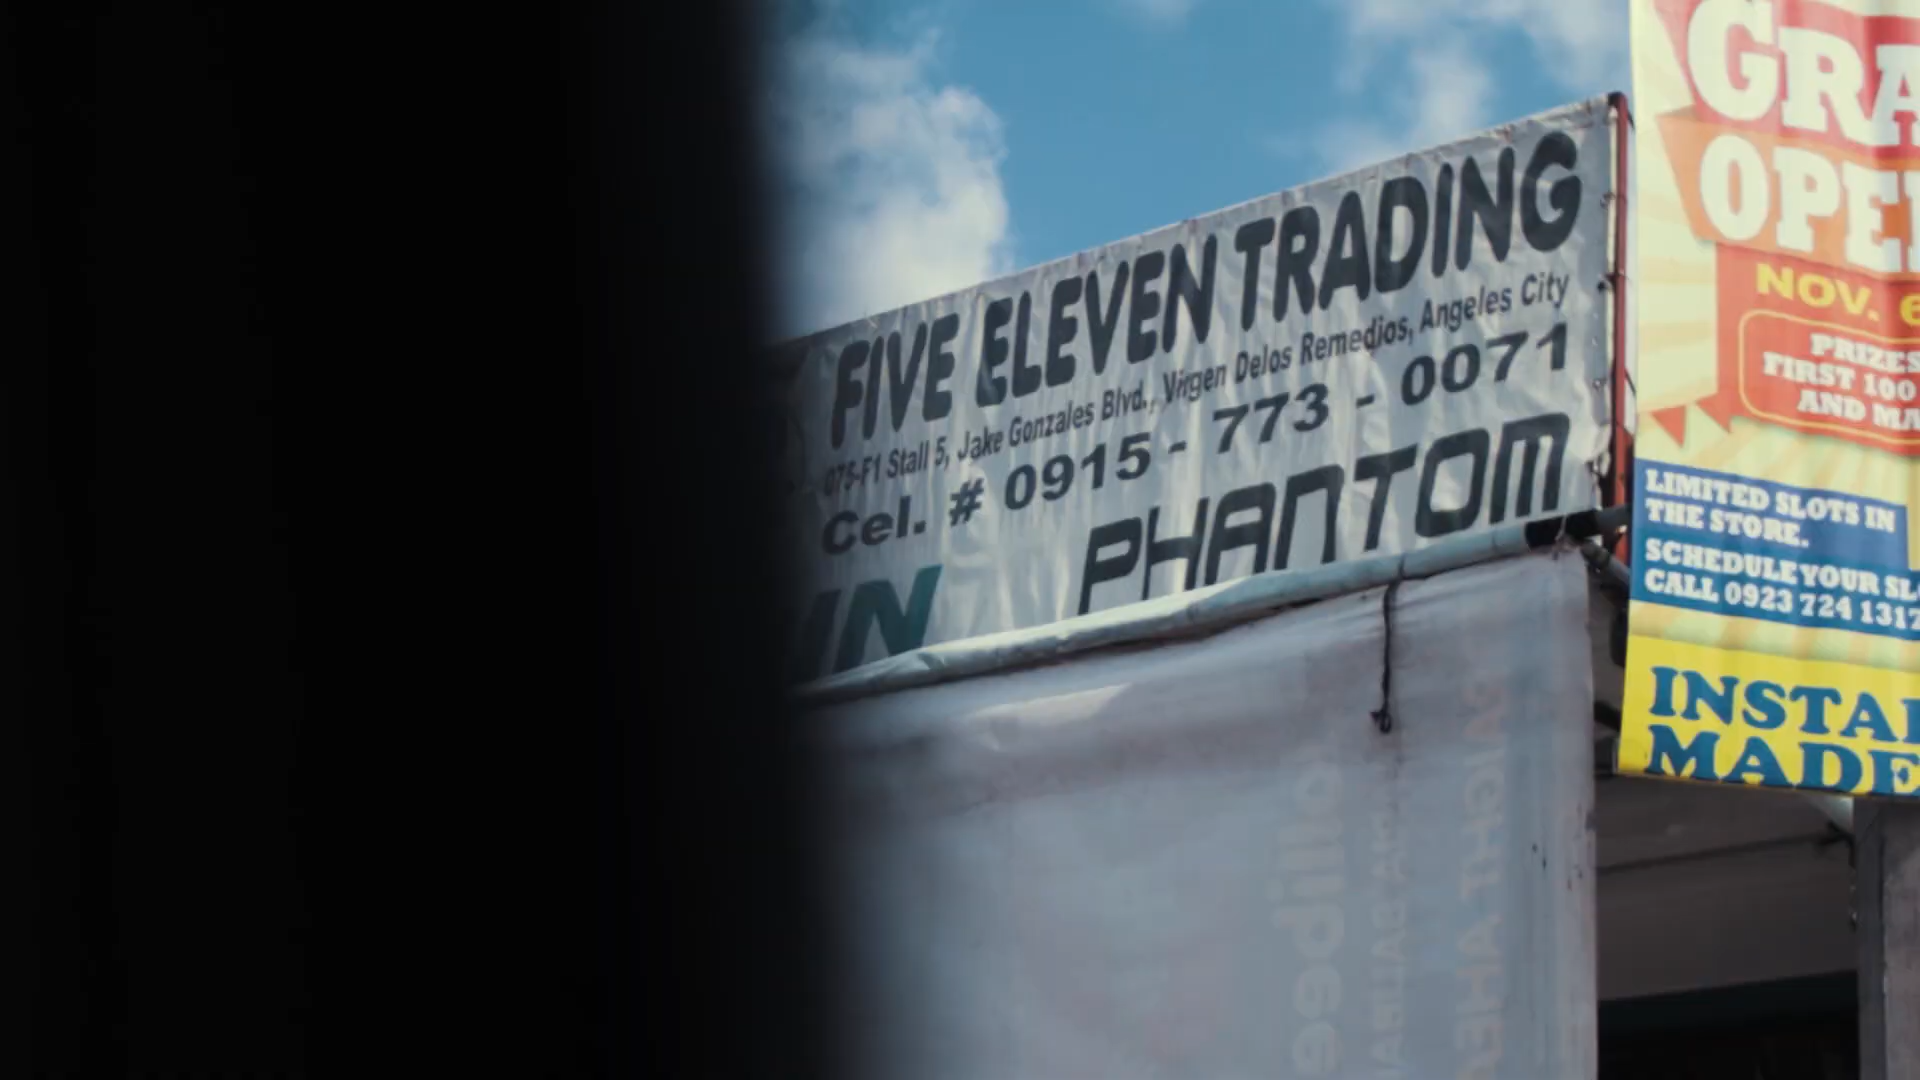 FIVE ELEVEN TRADING
075-F1 Stall 5, Jake Gonzales Blvd., Virgen Delos Remedios, Angeles City
Cel. # 0915 - 773 - 0071
PHANTOM
GRA
OPE
NOV. 6
PRIZES
FIRST 100
AND MA
LIMITED SLOTS IN
THE STORE.
SCHEDULE YOUR SL
CALL 0923 724 1317
INSTA
MADE